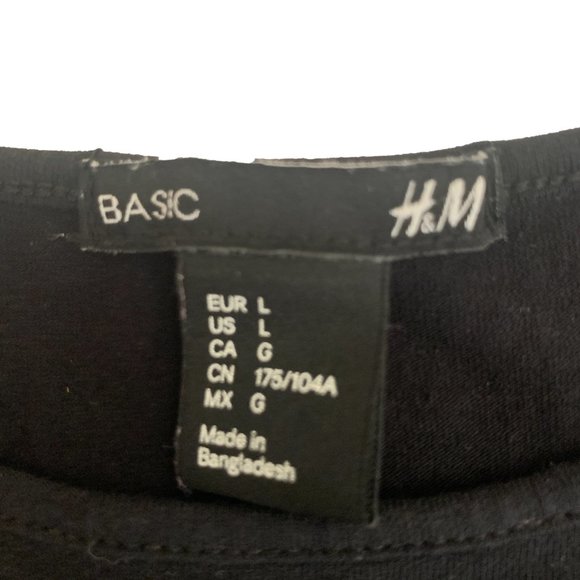 BASIC H&M
EUR L
US L
CA G
CN 175/104A
MX G
Made in
Bangladesh